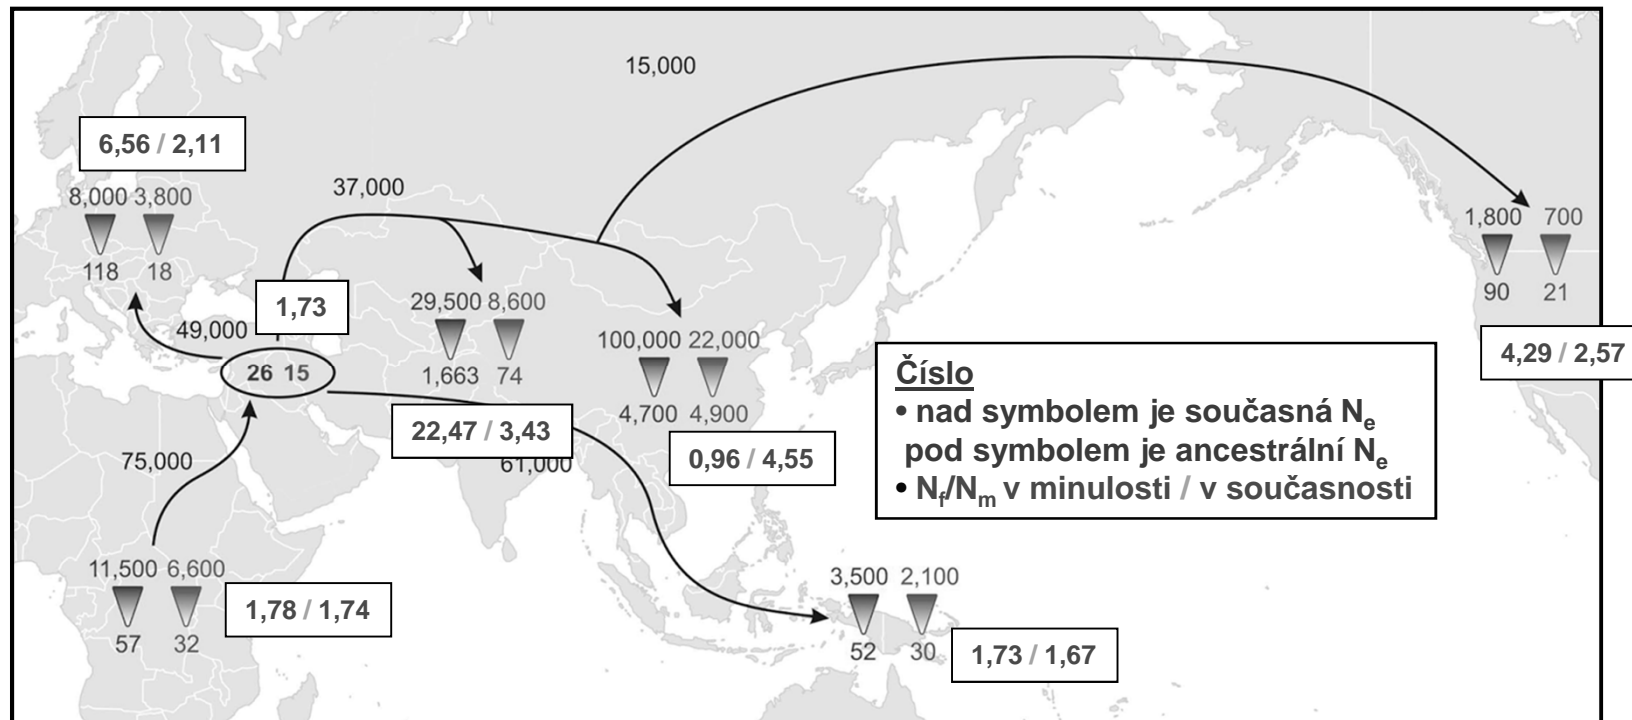 15,000
6,56 / 2,11
8,000 3,800
118 18
37,000
1,800 700
90 21
4,29 / 2,57
1,73
49,000
26 15
29,500 8,600
1,663 74
22,47 / 3,43
100,000 22,000
4,700 4,900
0,96 / 4,55
Číslo
• nad symbolem je současná Ne
pod symbolem je ancestrální Ne
• Nf/Nm v minulosti / v současnosti
75,000
61,000
11,500 6,600
57 32
1,78 / 1,74
3,500 2,100
52 30
1,73 / 1,67